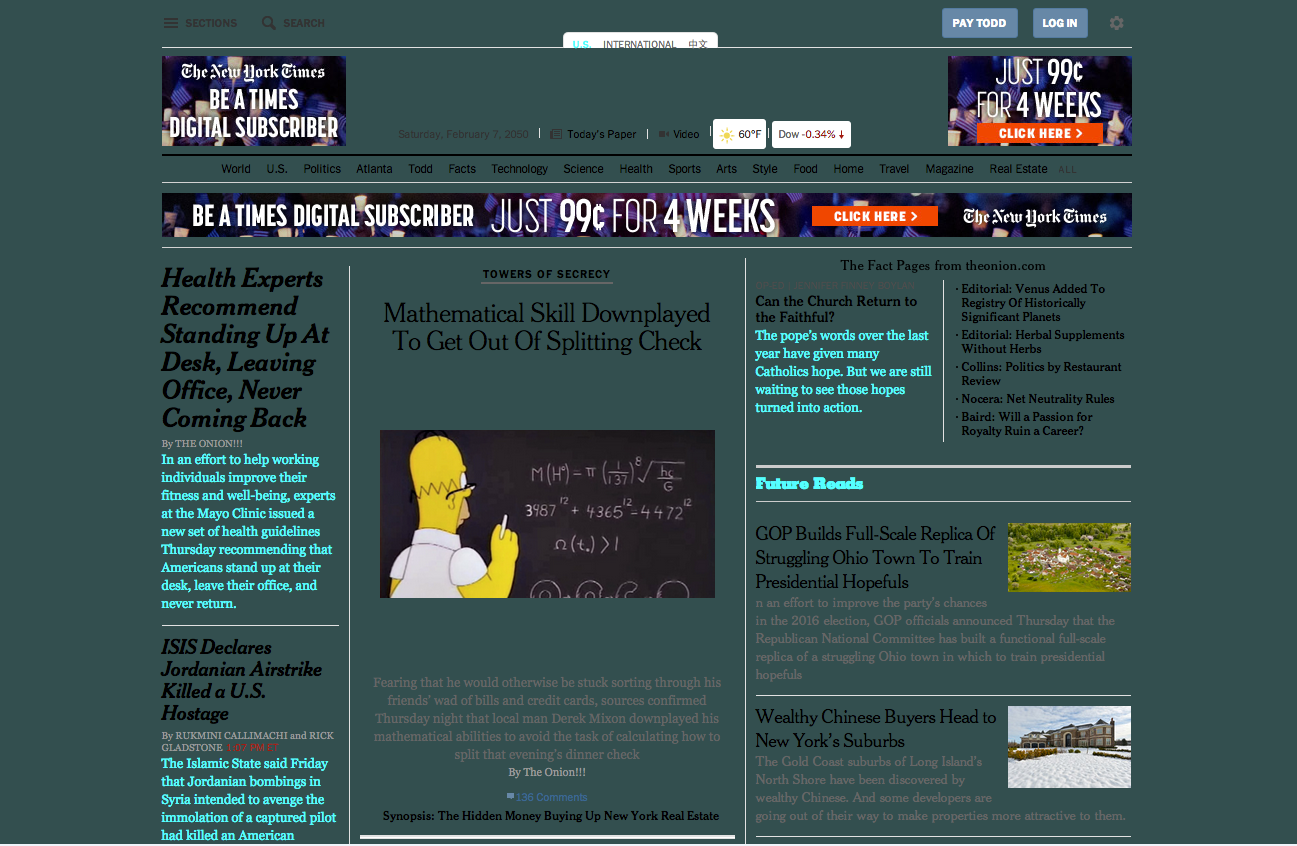 SECTIONS SEARCH PAY TODD LOG IN
U.S. INTERNATIONAL 中文
The New York Times
BE A TIMES
DIGITAL SUBSCRIBER
JUST 99¢
FOR 4 WEEKS
CLICK HERE >
Saturday, February 7, 2050 Today's Paper Video 60°F Dow -0.34% ↓
World U.S. Politics Atlanta Todd Facts Technology Science Health Sports Arts Style Food Home Travel Magazine Real Estate ALL
BE A TIMES DIGITAL SUBSCRIBER JUST 99¢ FOR 4 WEEKS CLICK HERE > The New York Times
Health Experts
Recommend
Standing Up At
Desk, Leaving
Office, Never
Coming Back
By THE ONION!!!
In an effort to help working
individuals improve their
fitness and well-being, experts
at the Mayo Clinic issued a
new set of health guidelines
Thursday recommending that
Americans stand up at their
desk, leave their office, and
never return.
ISIS Declares
Jordanian Airstrike
Killed a U.S.
Hostage
By RUKMINI CALLIMACHI and RICK
GLADSTONE 1:07 PM ET
The Islamic State said Friday
that Jordanian bombings in
Syria intended to avenge the
immolation of a captured pilot
had killed an American
TOWERS OF SECRECY
Mathematical Skill Downplayed
To Get Out Of Splitting Check
M(H°) = π (1/137)⁸ √hc/G
3987¹² + 4365¹² = 4472¹²
Ω(t₀) > 1
Fearing that he would otherwise be stuck sorting through his
friends' wad of bills and credit cards, sources confirmed
Thursday night that local man Derek Mixon downplayed his
mathematical abilities to avoid the task of calculating how to
split that evening's dinner check
By The Onion!!!
136 Comments
Synopsis: The Hidden Money Buying Up New York Real Estate
The Fact Pages from theonion.com
Can the Church Return to
the Faithful?
The pope's words over the last
year have given many
Catholics hope. But we are still
waiting to see those hopes
turned into action.
· Editorial: Venus Added To
Registry Of Historically
Significant Planets
· Editorial: Herbal Supplements
Without Herbs
· Collins: Politics by Restaurant
Review
· Nocera: Net Neutrality Rules
· Baird: Will a Passion for
Royalty Ruin a Career?
Future Reads
GOP Builds Full-Scale Replica Of
Struggling Ohio Town To Train
Presidential Hopefuls
n an effort to improve the party's chances
in the 2016 election, GOP officials announced Thursday that the
Republican National Committee has built a functional full-scale
replica of a struggling Ohio town in which to train presidential
hopefuls
Wealthy Chinese Buyers Head to
New York's Suburbs
The Gold Coast suburbs of Long Island's
North Shore have been discovered by
wealthy Chinese. And some developers are
going out of their way to make properties more attractive to them.